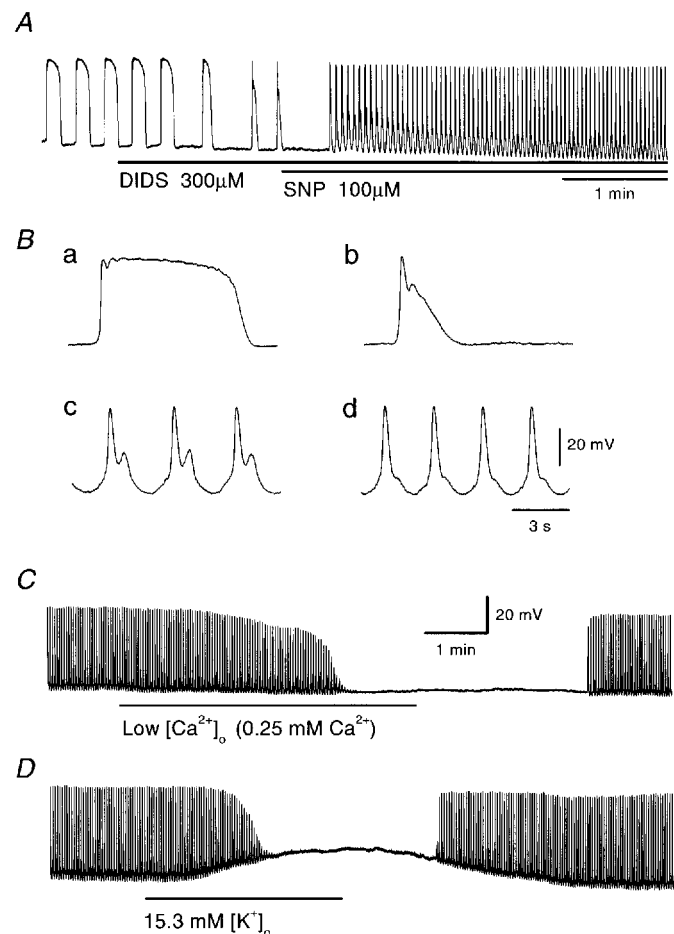 A
DIDS 300µM
SNP 100µM
1 min
B
a
b
c
d
20 mV
3 s
C
20 mV
1 min
Low [Ca²⁺]ₒ (0.25 mM Ca²⁺)
D
15.3 mM [K⁺]ₒ